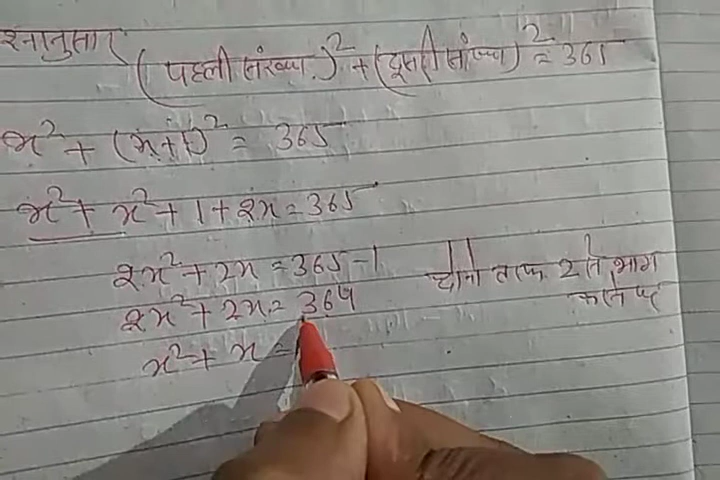 श्नानुसार
(पहली संख्या)² + (दूसरी संख्या)² = 365
x² + (x+1)² = 365
x² + x² + 1 + 2x = 365
2x² + 2x = 365 - 1
2x² + 2x = 364
दोनो तरफ 2 से भाग
करने पर
x² + x =